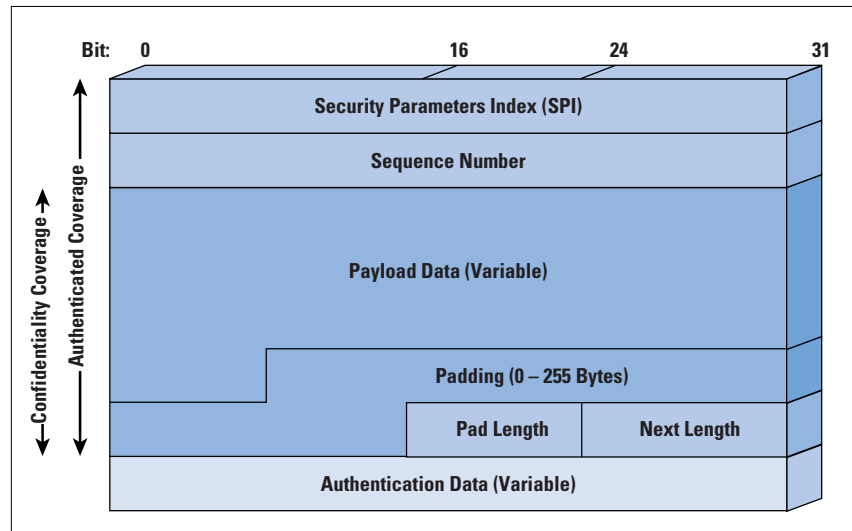 Bit: 0 16 24 31
Security Parameters Index (SPI)
Sequence Number
Confidentiality Coverage
Authenticated Coverage
Payload Data (Variable)
Padding (0 – 255 Bytes)
Pad Length
Next Length
Authentication Data (Variable)